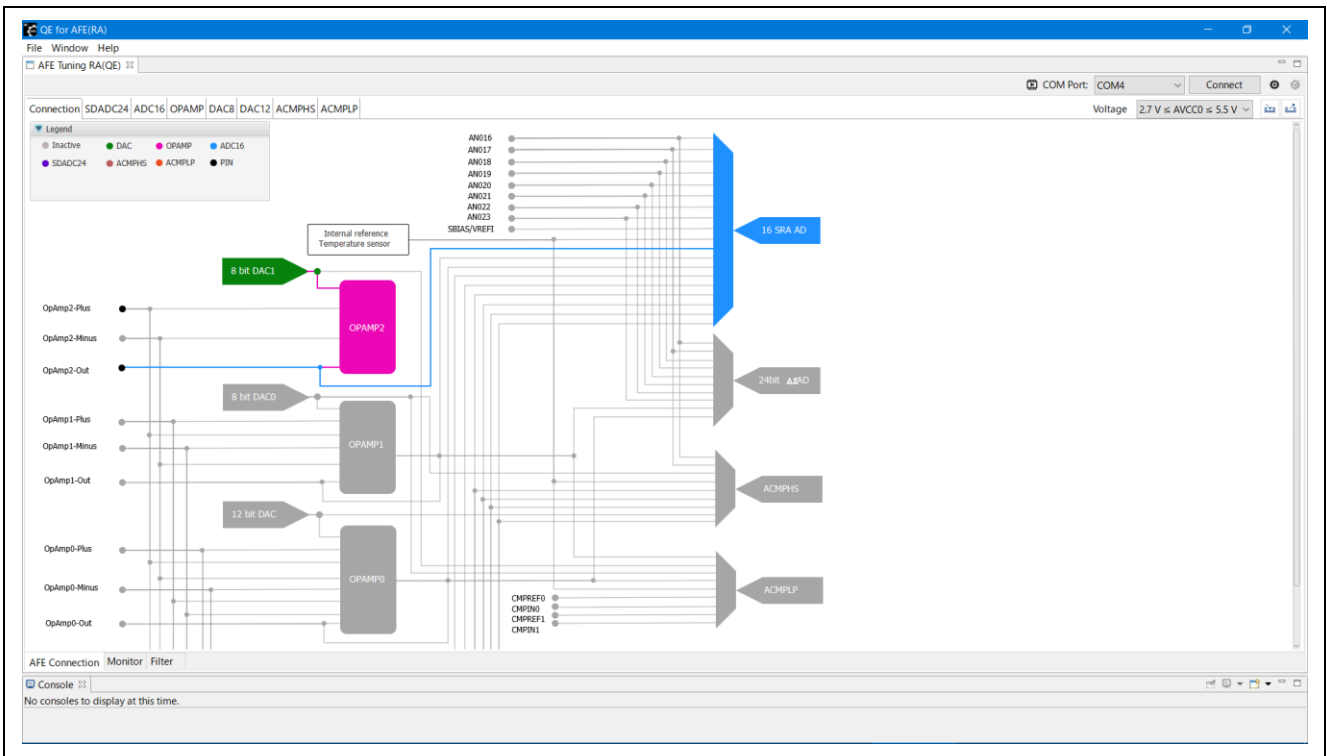 QE for AFE(RA)
File Window Help
AFE Tuning RA(QE)
COM Port: COM4 Connect
Connection SDADC24 ADC16 OPAMP DAC8 DAC12 ACMPHS ACMPLP
Voltage 2.7 V ≤ AVCC0 ≤ 5.5 V
Legend
Inactive DAC OPAMP ADC16
SDADC24 ACMPHS ACMPLP PIN
AN016
AN017
AN018
AN019
AN020
AN021
AN022
AN023
SBIAS/VREFI
16 SRA AD
Internal reference
Temperature sensor
8 bit DAC1
OpAmp2-Plus
OPAMP2
OpAmp2-Minus
OpAmp2-Out
24bit ΔΣAD
8 bit DAC0
OpAmp1-Plus
OpAmp1-Minus
OPAMP1
OpAmp1-Out
ACMPHS
12 bit DAC
OpAmp0-Plus
OPAMP0
OpAmp0-Minus
ACMPLP
CMPREF0
CMPIN0
CMPREF1
CMPIN1
OpAmp0-Out
AFE Connection Monitor Filter
Console
No consoles to display at this time.